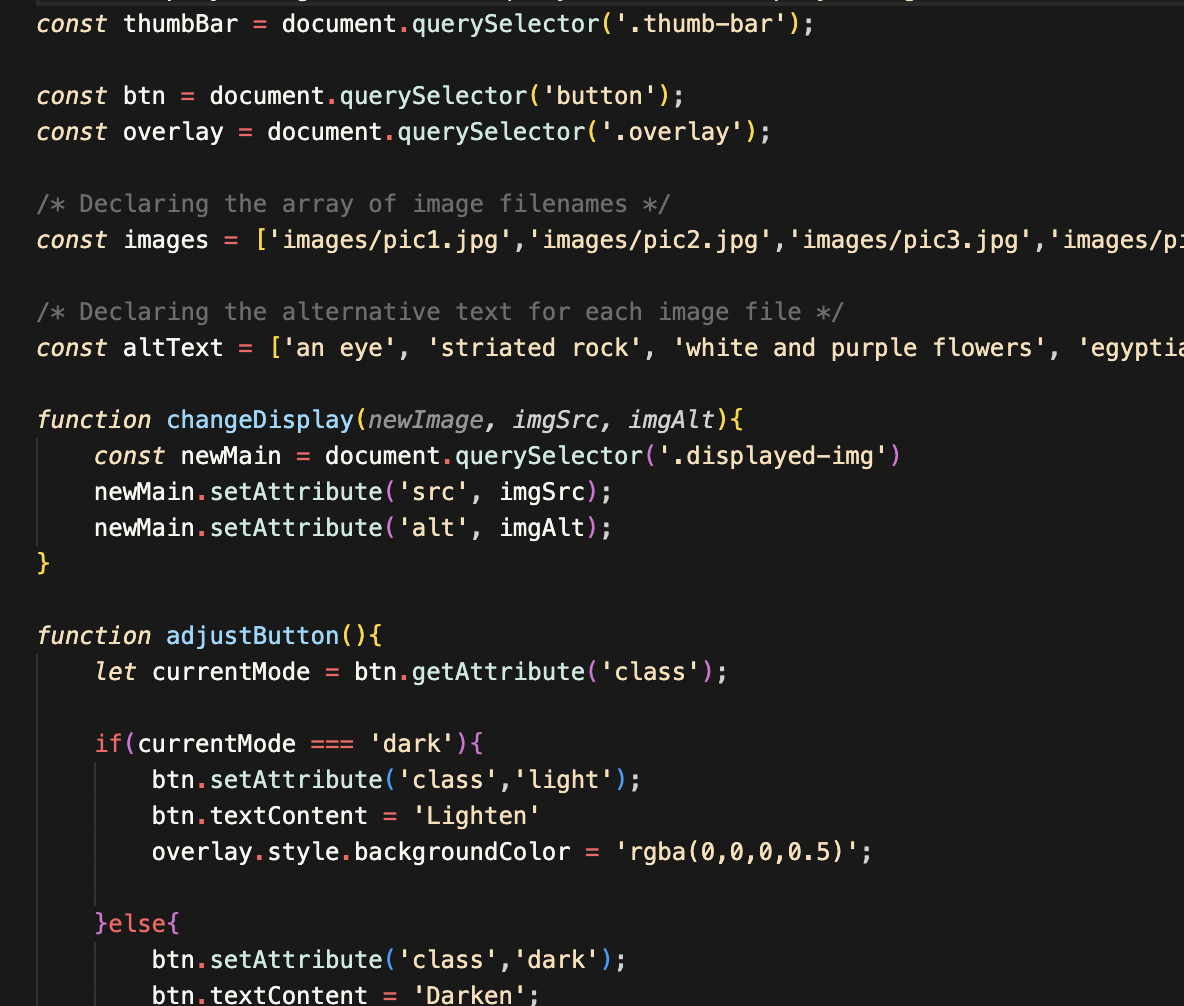 const thumbBar = document.querySelector('.thumb-bar');
const btn = document.querySelector('button');
const overlay = document.querySelector('.overlay');
/* Declaring the array of image filenames */
const images = ['images/pic1.jpg','images/pic2.jpg','images/pic3.jpg','images/pi
/* Declaring the alternative text for each image file */
const altText = ['an eye', 'striated rock', 'white and purple flowers', 'egyptia
function changeDisplay(newImage, imgSrc, imgAlt){
const newMain = document.querySelector('.displayed-img')
newMain.setAttribute('src', imgSrc);
newMain.setAttribute('alt', imgAlt);
}
function adjustButton(){
let currentMode = btn.getAttribute('class');
if(currentMode === 'dark'){
btn.setAttribute('class','light');
btn.textContent = 'Lighten'
overlay.style.backgroundColor = 'rgba(0,0,0,0.5)';
}else{
btn.setAttribute('class','dark');
btn.textContent = 'Darken';